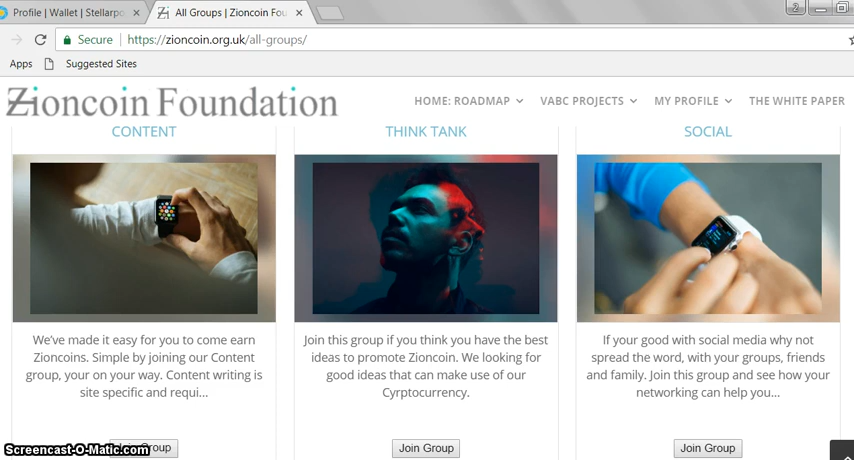 Profile | Wallet | Stellarpo
All Groups | Zioncoin Fou
2
Secure
https://zioncoin.org.uk/all-groups/
Apps
Suggested Sites
Zioncoin Foundation
HOME: ROADMAP
VABC PROJECTS
MY PROFILE
THE WHITE PAPER
CONTENT
THINK TANK
SOCIAL
We've made it easy for you to come earn
Zioncoins. Simple by joining our Content
group, your on your way. Content writing is
site specific and requi...
Join this group if you think you have the best
ideas to promote Zioncoin. We looking for
good ideas that can make use of our
Cyrptocurrency.
If your good with social media why not
spread the word, with your groups, friends
and family. Join this group and see how your
networking can help you...
Group
Join Group
Join Group
Screencast-O-Matic.com